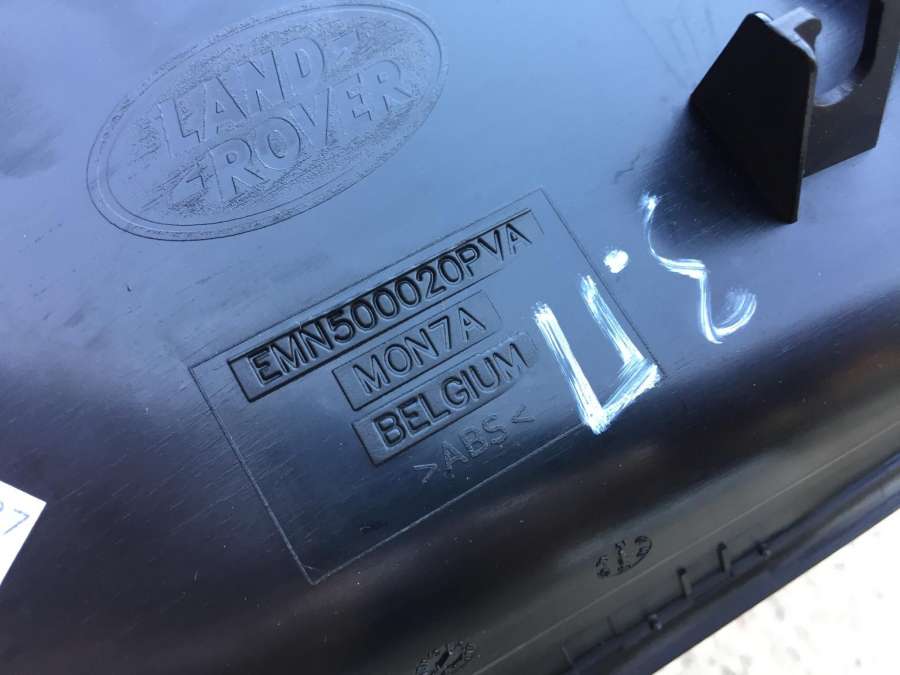 LAND
ROVER
EMN500020PVA
MON7A
BELGIUM
>ABS<